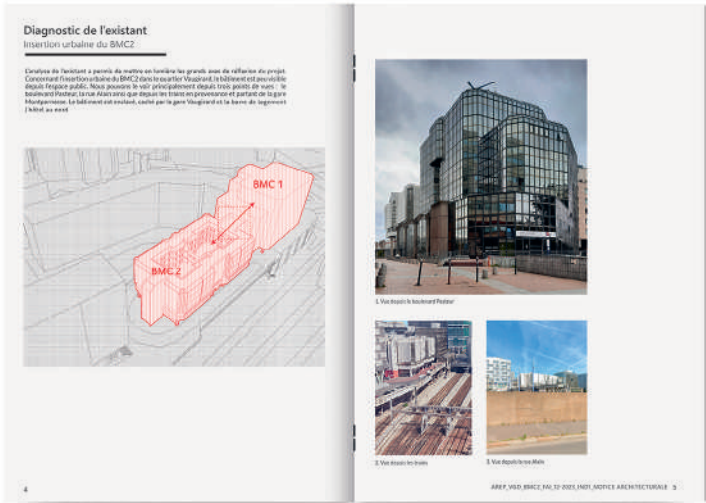 Diagnostic de l'existant
Insertion urbaine du BMC2
L'analyse de l'existant a permis de mettre en lumière les grands axes de réflexion du projet.
Concernant l'insertion urbaine du BMC2 dans le quartier Vaugirard, le bâtiment est peu visible
depuis l'espace public. Nous pouvons le voir principalement depuis trois points de vues : le
boulevard Pasteur, la rue Alain ainsi que depuis les trains en provenance et partant de la gare
Montparnasse. Le bâtiment est enclavé, caché par la gare Vaugirard et la barre de logement
/ hôtel au nord
BMC 1
BMC 2
4
1. Vue depuis le boulevard Pasteur
2. Vue depuis les trains
3. Vue depuis la rue Alain
AREP_VGD_BMC2_FAI_12-2023_IND1_NOTICE ARCHITECTURALE 5